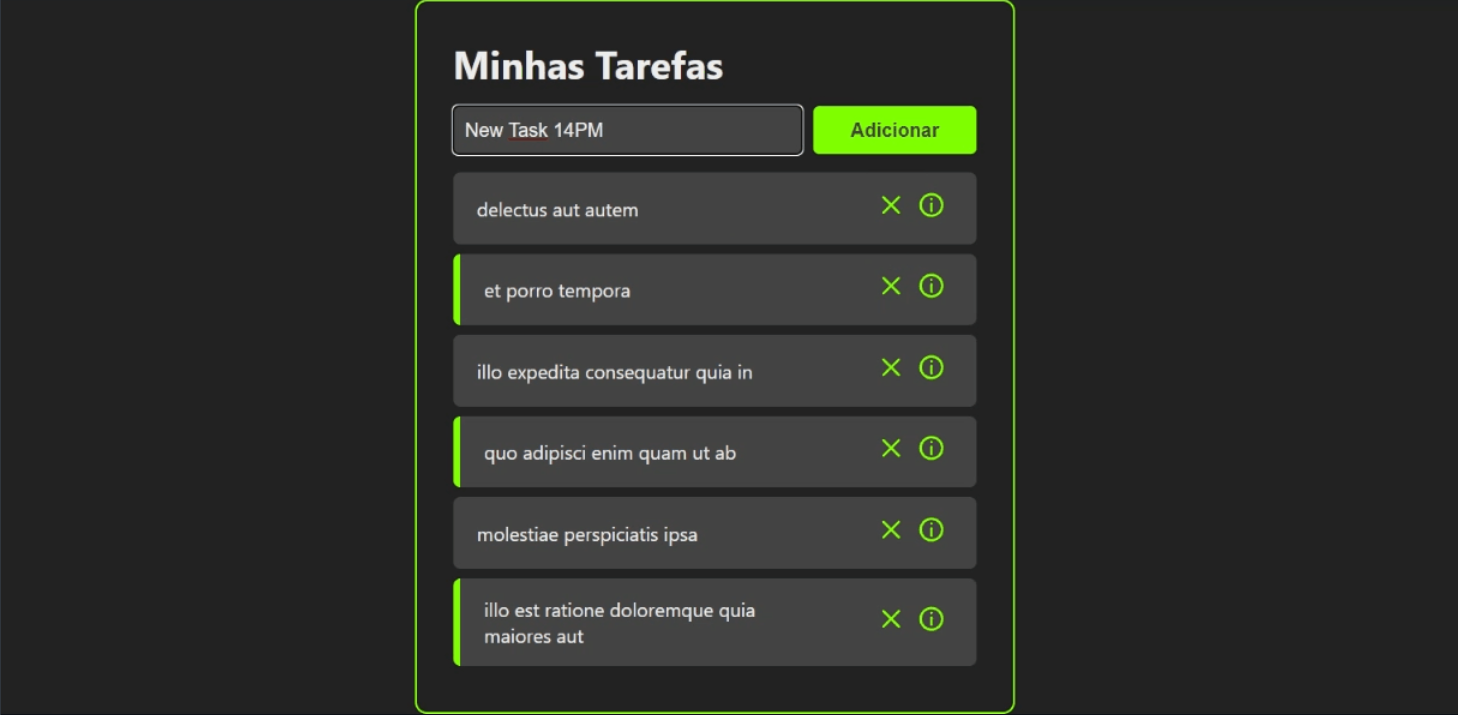 Minhas Tarefas
New Task 14PM
Adicionar
delectus aut autem
et porro tempora
illo expedita consequatur quia in
quo adipisci enim quam ut ab
molestiae perspiciatis ipsa
illo est ratione doloremque quia
maiores aut